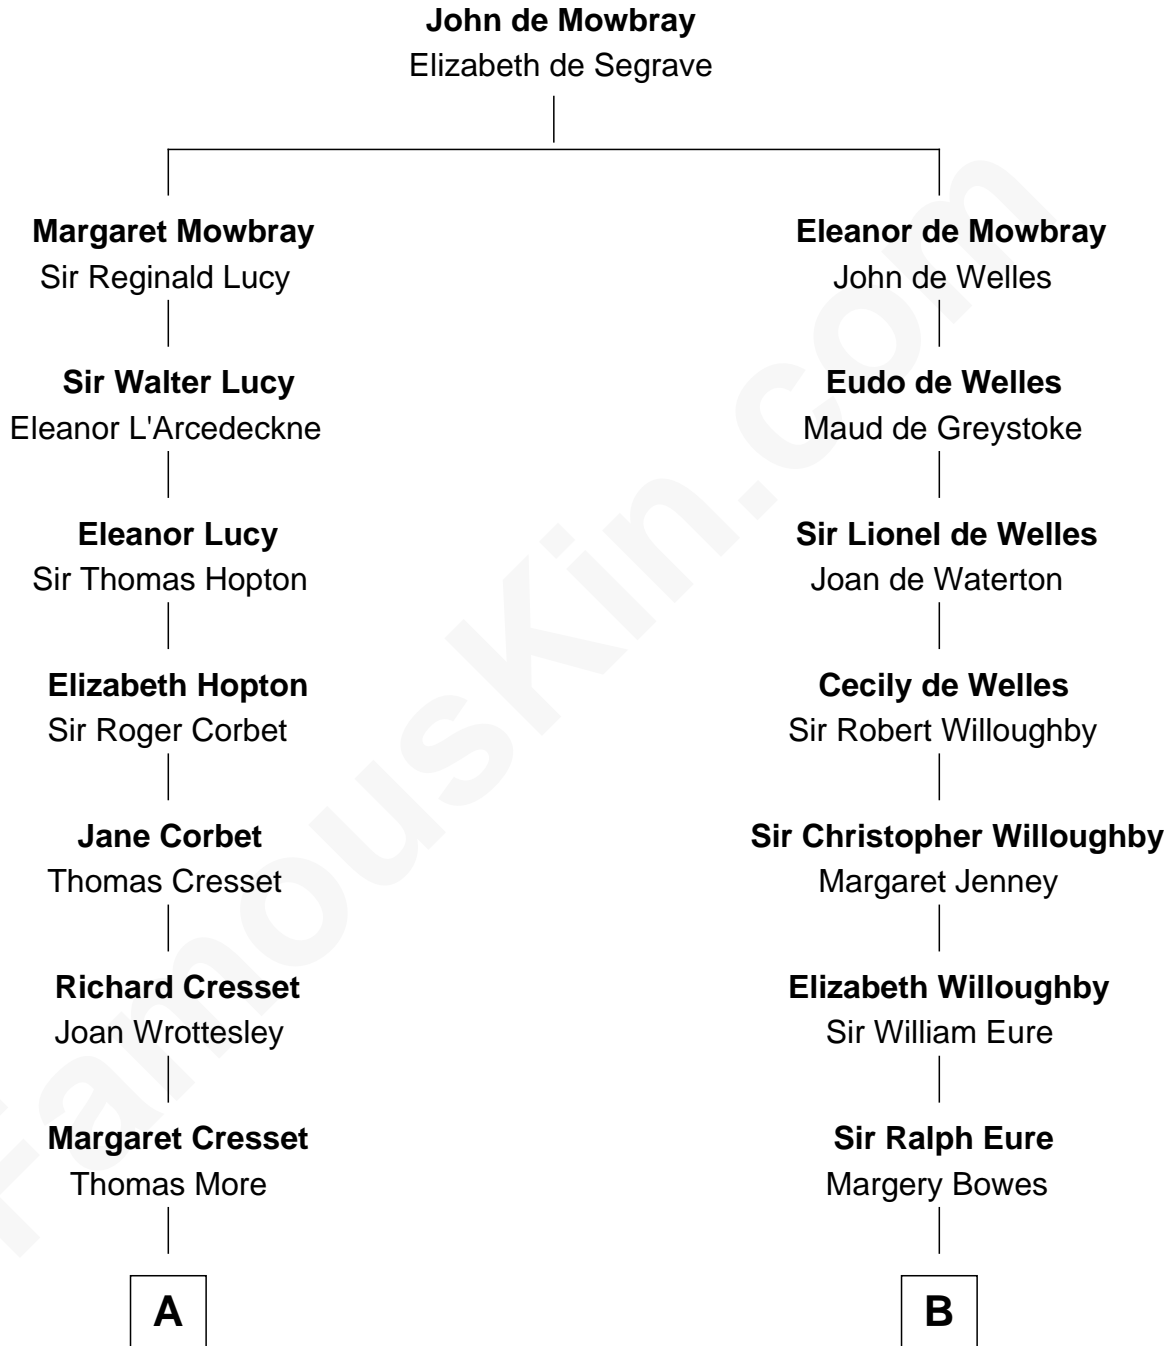 John de Mowbray
Elizabeth de Segrave
Margaret Mowbray
Sir Reginald Lucy
Sir Walter Lucy
Eleanor L'Arcedeckne
Eleanor Lucy
Sir Thomas Hopton
Elizabeth Hopton
Sir Roger Corbet
Jane Corbet
Thomas Cresset
Richard Cresset
Joan Wrottesley
Margaret Cresset
Thomas More
A
Eleanor de Mowbray
John de Welles
Eudo de Welles
Maud de Greystoke
Sir Lionel de Welles
Joan de Waterton
Cecily de Welles
Sir Robert Willoughby
Sir Christopher Willoughby
Margaret Jenney
Elizabeth Willoughby
Sir William Eure
Sir Ralph Eure
Margery Bowes
B
FamousKin.com